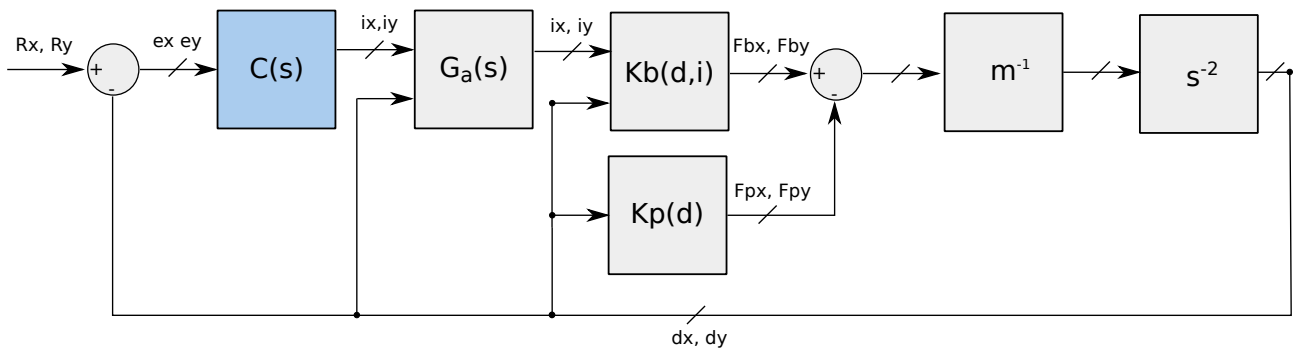 Rx, Ry
+
-
ex ey
C(s)
ix,iy
Ga(s)
ix, iy
Kb(d,i)
Fbx, Fby
+
-
m-1
s-2
Kp(d)
Fpx, Fpy
dx, dy